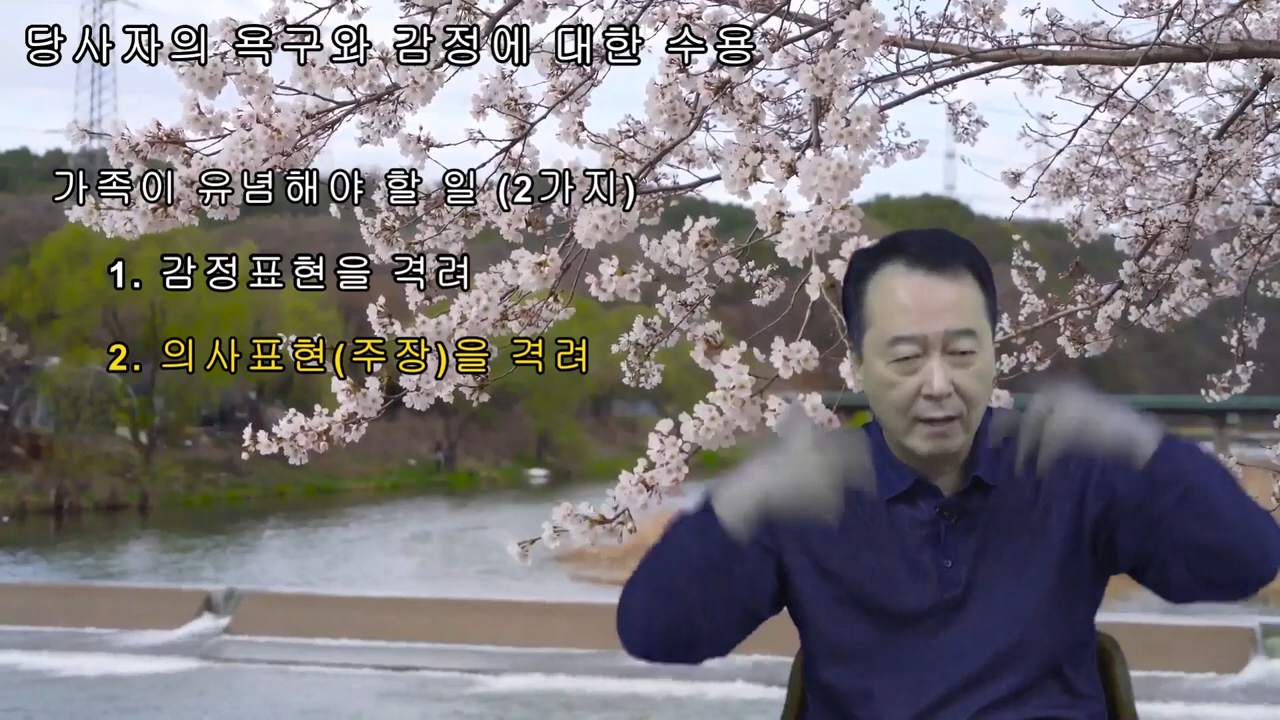 당사자의 욕구와 감정에 대한 수용
가족이 유념해야 할 일 (2가지)
1. 감정표현을 격려
2. 의사표현(주장)을 격려